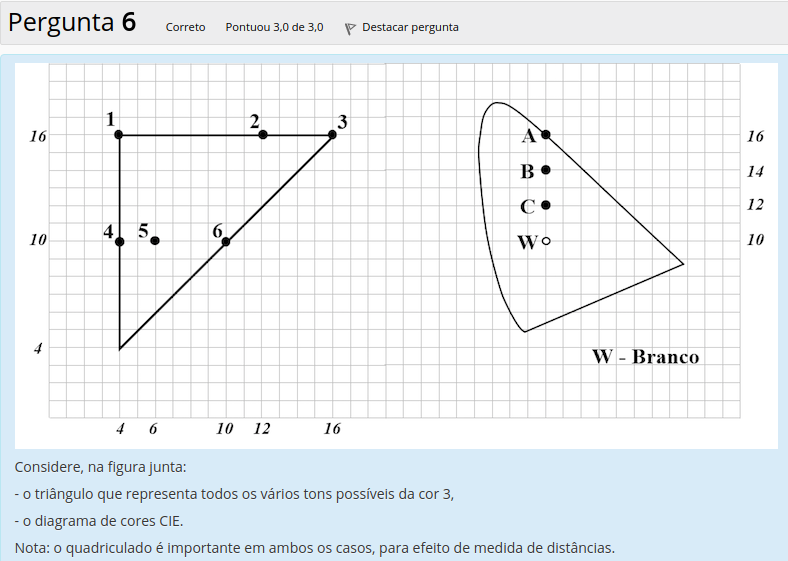 Pergunta 6 Correto Pontuou 3,0 de 3,0 Destacar pergunta
1 2 3
16 A 16
B 14
C 12
4 5 6
10 W 10
4 W - Branco
4 6 10 12 16
Considere, na figura junta:
- o triângulo que representa todos os vários tons possíveis da cor 3,
- o diagrama de cores CIE.
Nota: o quadriculado é importante em ambos os casos, para efeito de medida de distâncias.